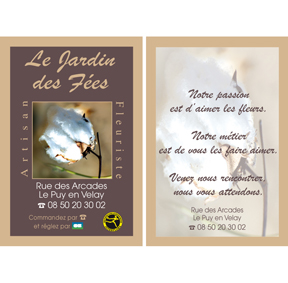 Le Jardin
des Fées
Artisan
Fleuriste
Rue des Arcades
Le Puy en Velay
☎ 08 50 20 30 02
Commandez par ☎
et réglez par
Notre passion
est d'aimer les fleurs.
Notre métier
est de vous les faire aimer.
Venez nous rencontrer
nous vous attendons.
Rue des Arcades
Le Puy en Velay
☎ 08 50 20 30 02